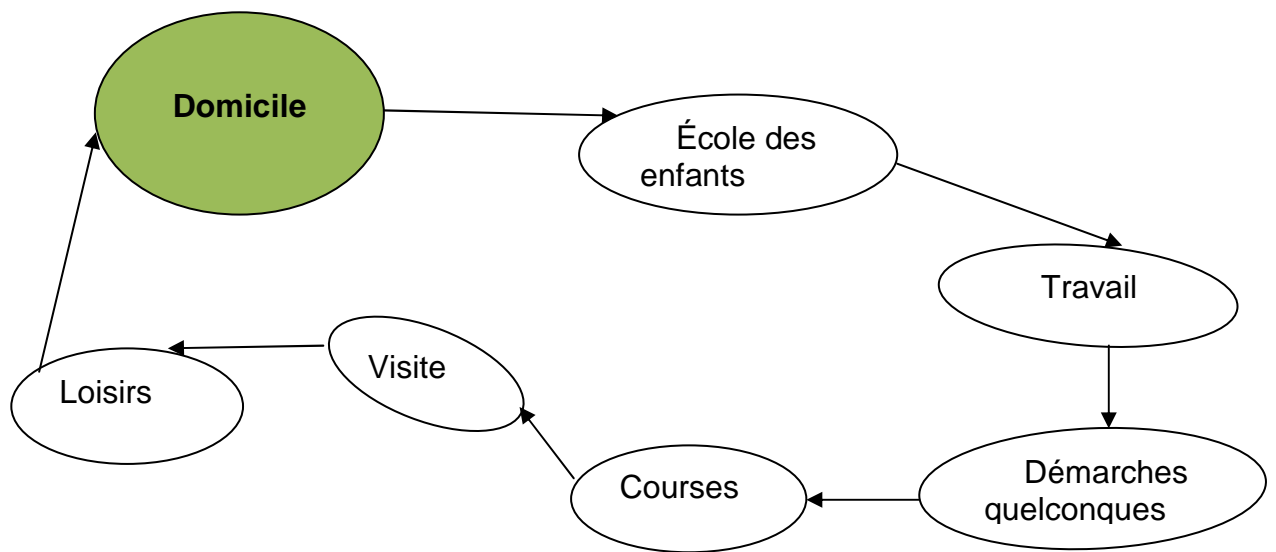 Domicile
École des
enfants
Travail
Démarches
quelconques
Courses
Visite
Loisirs